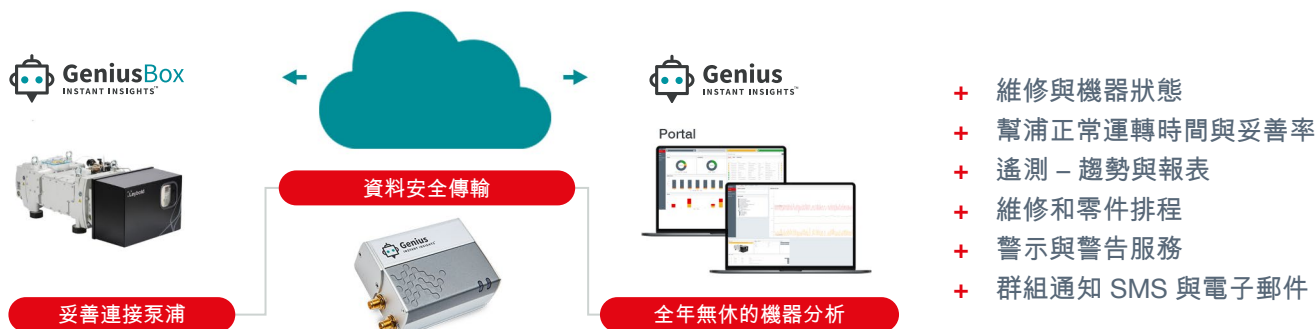 GeniusBox
INSTANT INSIGHTS™
Genius
INSTANT INSIGHTS™
Portal
資料安全傳輸
Genius
INSTANT INSIGHTS
妥善連接泵浦
全年無休的機器分析
+ 維修與機器狀態
+ 幫浦正常運轉時間與妥善率
+ 遙測 – 趨勢與報表
+ 維修和零件排程
+ 警示與警告服務
+ 群組通知 SMS 與電子郵件